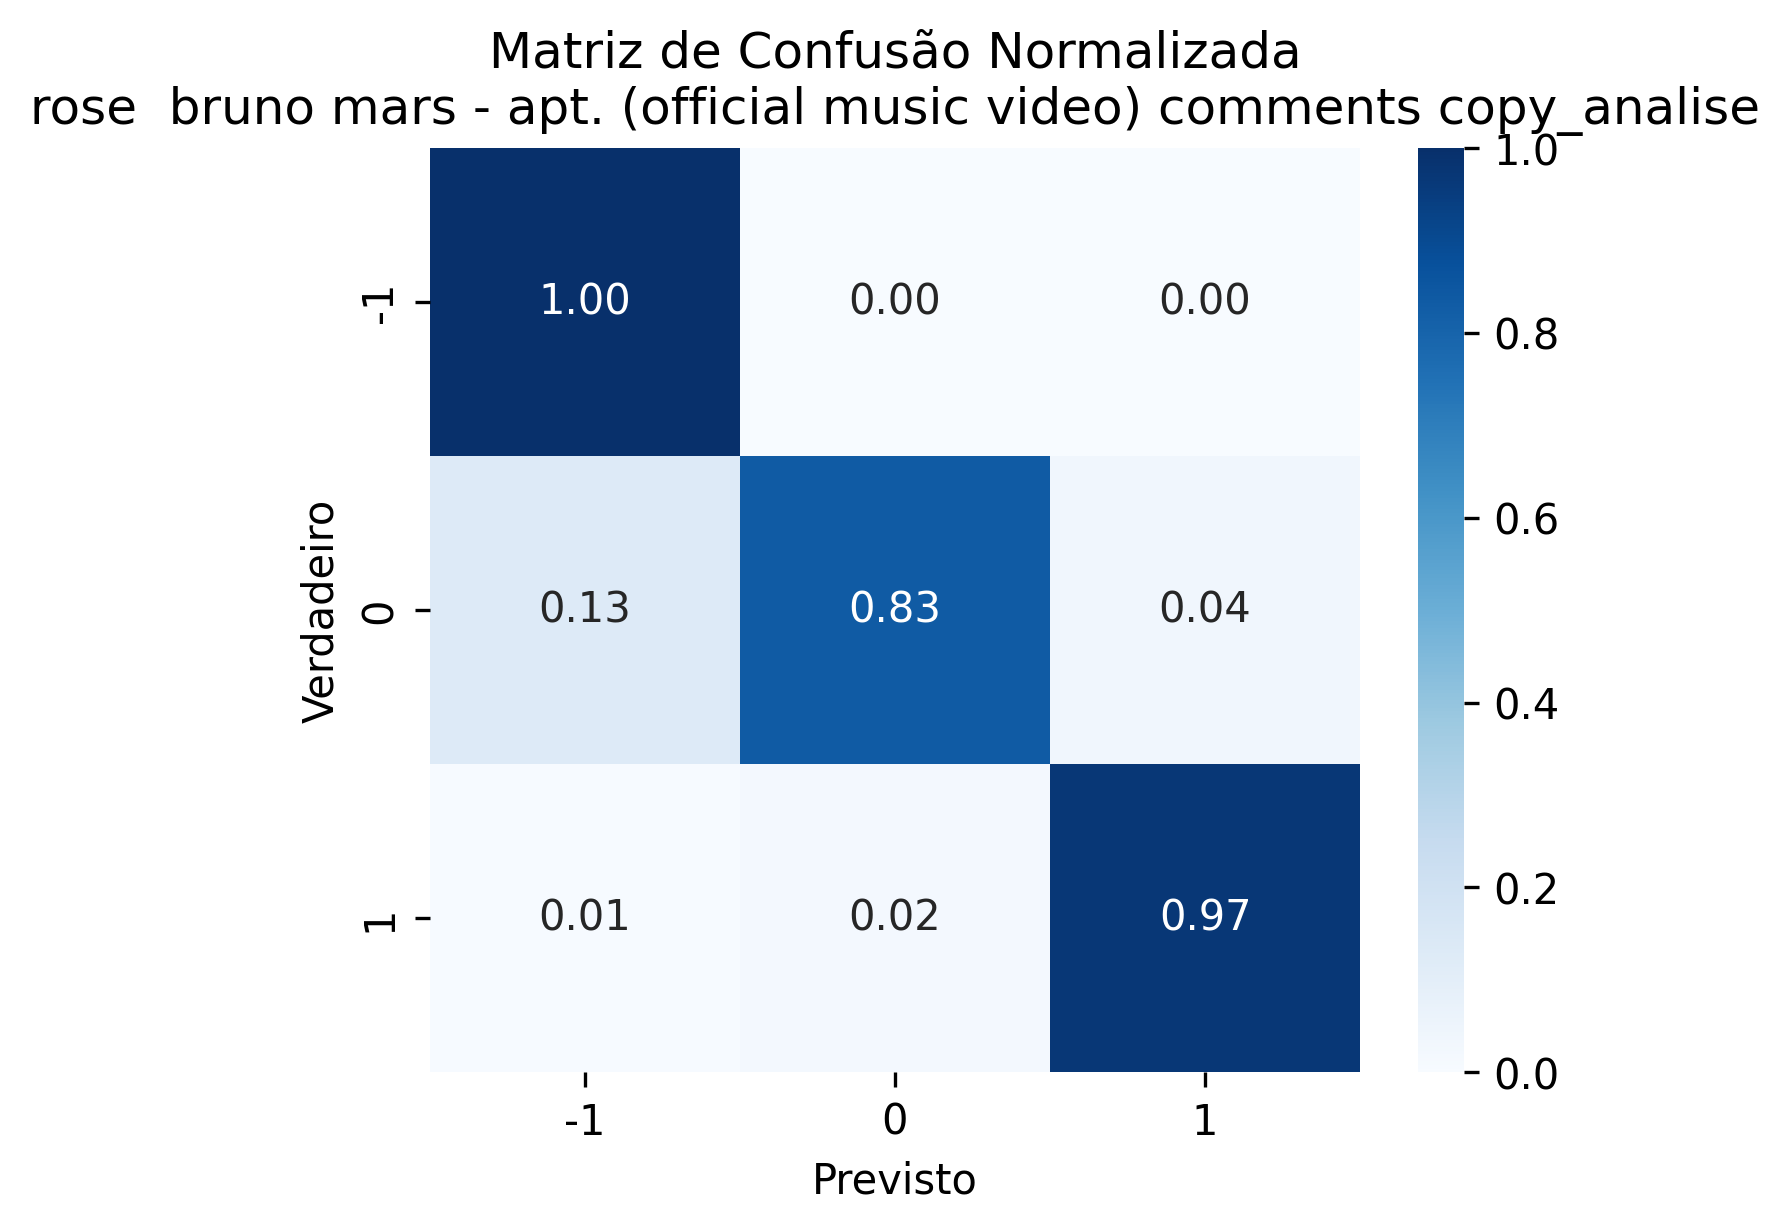 Matriz de Confusão Normalizada
rose  bruno mars - apt. (official music video) comments copy_analise
1.0
-1 1.00 0.00 0.00
0.8
0.6
Verdadeiro
0 0.13 0.83 0.04
0.4
0.2
1 0.01 0.02 0.97
0.0
-1 0 1
Previsto